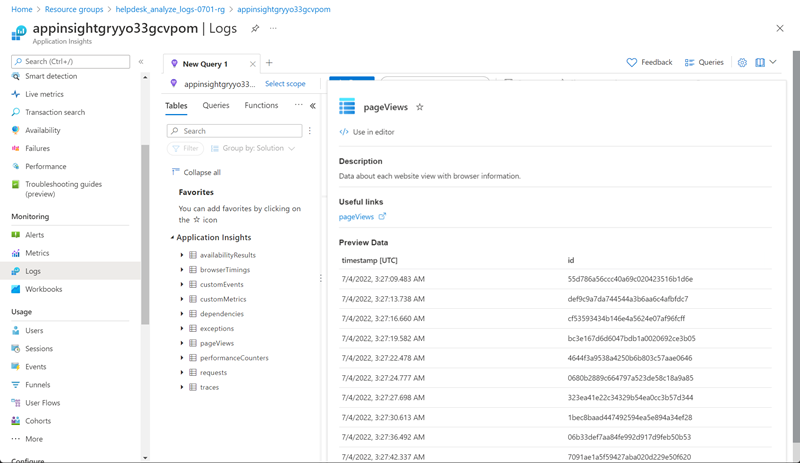 Home > Resource groups > helpdesk_analyze_logs-0701-rg > appinsightgryyo33gcvpom
appinsightgryyo33gcvpom | Logs
Application Insights
Search (Ctrl+/)
Smart detection
Live metrics
Transaction search
Availability
Failures
Performance
Troubleshooting guides
(preview)
Monitoring
Alerts
Metrics
Logs
Workbooks
Usage
Users
Sessions
Events
Funnels
User Flows
Cohorts
More
Configure
New Query 1
Feedback
Queries
appinsightgryyo33...
Select scope
Tables
Queries
Functions
Search
Filter
Group by: Solution
Collapse all
Favorites
You can add favorites by clicking on
the ☆ icon
Application Insights
availabilityResults
browserTimings
customEvents
customMetrics
dependencies
exceptions
pageViews
performanceCounters
requests
traces
pageViews
</> Use in editor
Description
Data about each website view with browser information.
Useful links
pageViews
Preview Data
timestamp [UTC] id
7/4/2022, 3:27:09.483 AM 55d786a56ccc40a69c020423516b1d6e
7/4/2022, 3:27:13.738 AM def9c9a7da744544a3b6aa6c4afbfdc7
7/4/2022, 3:27:16.660 AM cf53593434b146e4a5624e07af96fcff
7/4/2022, 3:27:19.582 AM bc3e167d6d6047bdb1a0020692ce3b05
7/4/2022, 3:27:22.478 AM 4644f3a9538a4250b6b803c57aae0646
7/4/2022, 3:27:24.777 AM 0680b2889c664797a523de58c18a9a85
7/4/2022, 3:27:27.698 AM 323ea41e22c34329b54ea0cc3b57d344
7/4/2022, 3:27:30.613 AM 1bec8baad447492594ea5e894a34ef28
7/4/2022, 3:27:36.492 AM 06b33def7aa84fe992d917d9feb50b53
7/4/2022, 3:27:42.337 AM 7091ae1a5f59427aba020d229e50f620